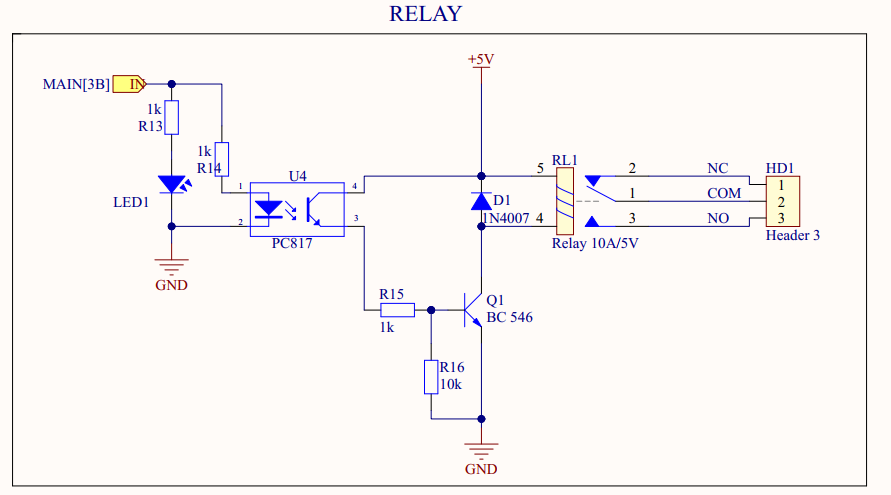 RELAY
+5V
MAIN[3B] IN
1k
R13
1k
R14
LED1
GND
U4
1
2
4
3
PC817
D1
1N4007
RL1
5
4
Relay 10A/5V
2
1
3
NC
COM
NO
HD1
1
2
3
Header 3
R15
1k
Q1
BC 546
R16
10k
GND